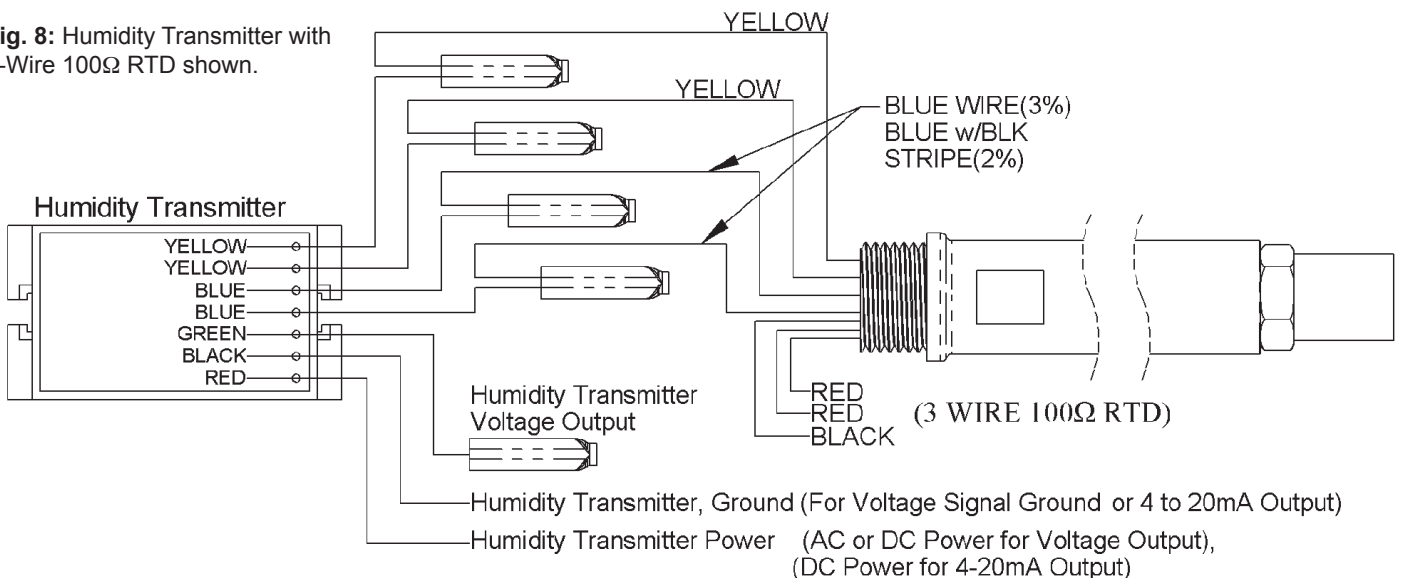 ig. 8: Humidity Transmitter with
-Wire 100Ω RTD shown.
YELLOW
YELLOW
BLUE WIRE(3%)
BLUE w/BLK
STRIPE(2%)
Humidity Transmitter
YELLOW
YELLOW
BLUE
BLUE
GREEN
BLACK
RED
Humidity Transmitter
Voltage Output
RED
RED
BLACK
(3 WIRE 100Ω RTD)
Humidity Transmitter, Ground (For Voltage Signal Ground or 4 to 20mA Output)
Humidity Transmitter Power (AC or DC Power for Voltage Output),
(DC Power for 4-20mA Output)